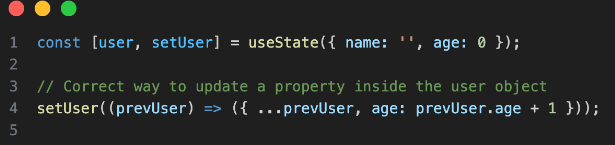 1 const [user, setUser] = useState({ name: '', age: 0 });
2
3 // Correct way to update a property inside the user object
4 setUser((prevUser) => ({ ...prevUser, age: prevUser.age + 1 }));
5